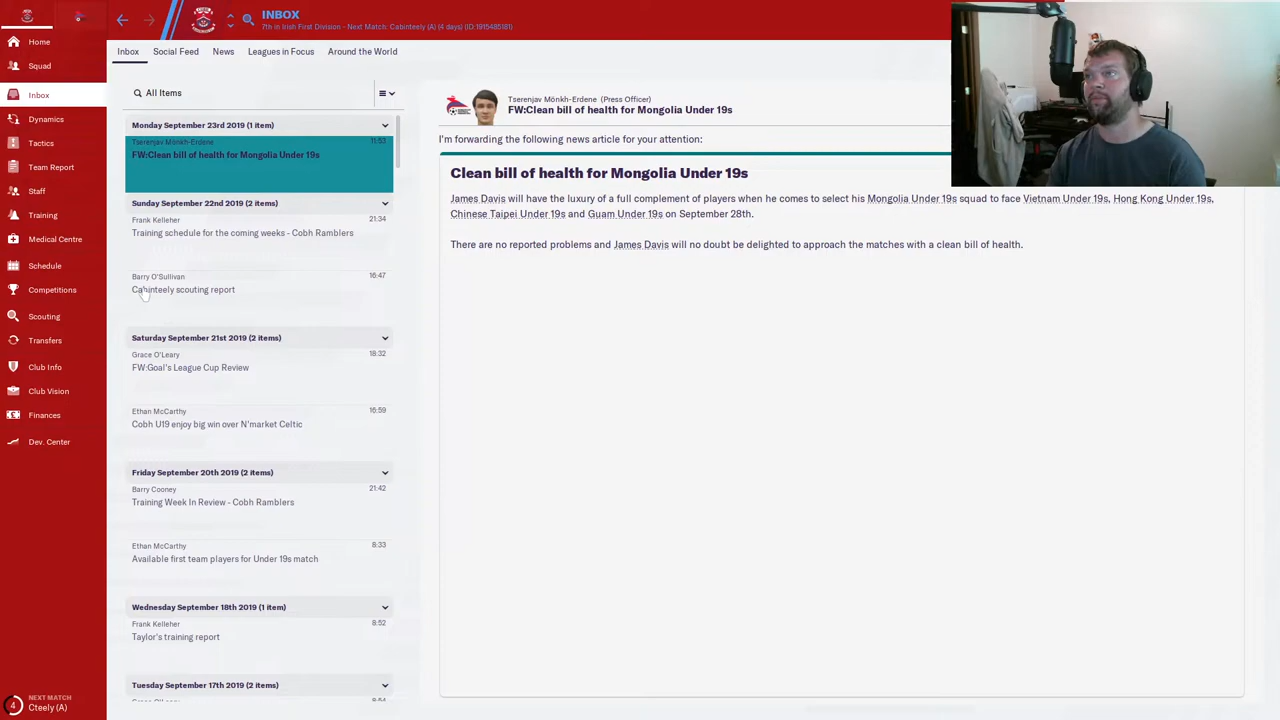 INBOX
7th in Irish First Division - Next Match: Cabinteely (A) (4 days) (ID:1915485181)
Home
Squad
Inbox
Dynamics
Tactics
Team Report
Staff
Training
Medical Centre
Schedule
Competitions
Scouting
Transfers
Club Info
Club Vision
Finances
Dev. Center
4
NEXT MATCH
Cteely (A)
Inbox
Social Feed
News
Leagues in Focus
Around the World
All Items
Monday September 23rd 2019 (1 item)
Tserenjav Mönkh-Erdene 11:53
FW:Clean bill of health for Mongolia Under 19s
Sunday September 22nd 2019 (2 items)
Frank Kelleher 21:34
Training schedule for the coming weeks - Cobh Ramblers
Barry O'Sullivan 16:47
Cabinteely scouting report
Saturday September 21st 2019 (2 items)
Grace O'Leary 18:32
FW:Goal's League Cup Review
Ethan McCarthy 16:59
Cobh U19 enjoy big win over N'market Celtic
Friday September 20th 2019 (2 items)
Barry Cooney 21:42
Training Week In Review - Cobh Ramblers
Ethan McCarthy 8:33
Available first team players for Under 19s match
Wednesday September 18th 2019 (1 item)
Frank Kelleher 8:52
Taylor's training report
Tuesday September 17th 2019 (2 items)
Tserenjav Mönkh-Erdene (Press Officer)
FW:Clean bill of health for Mongolia Under 19s
I'm forwarding the following news article for your attention:
Clean bill of health for Mongolia Under 19s
James Davis will have the luxury of a full complement of players when he comes to select his Mongolia Under 19s squad to face Vietnam Under 19s, Hong Kong Under 19s,
Chinese Taipei Under 19s and Guam Under 19s on September 28th.
There are no reported problems and James Davis will no doubt be delighted to approach the matches with a clean bill of health.